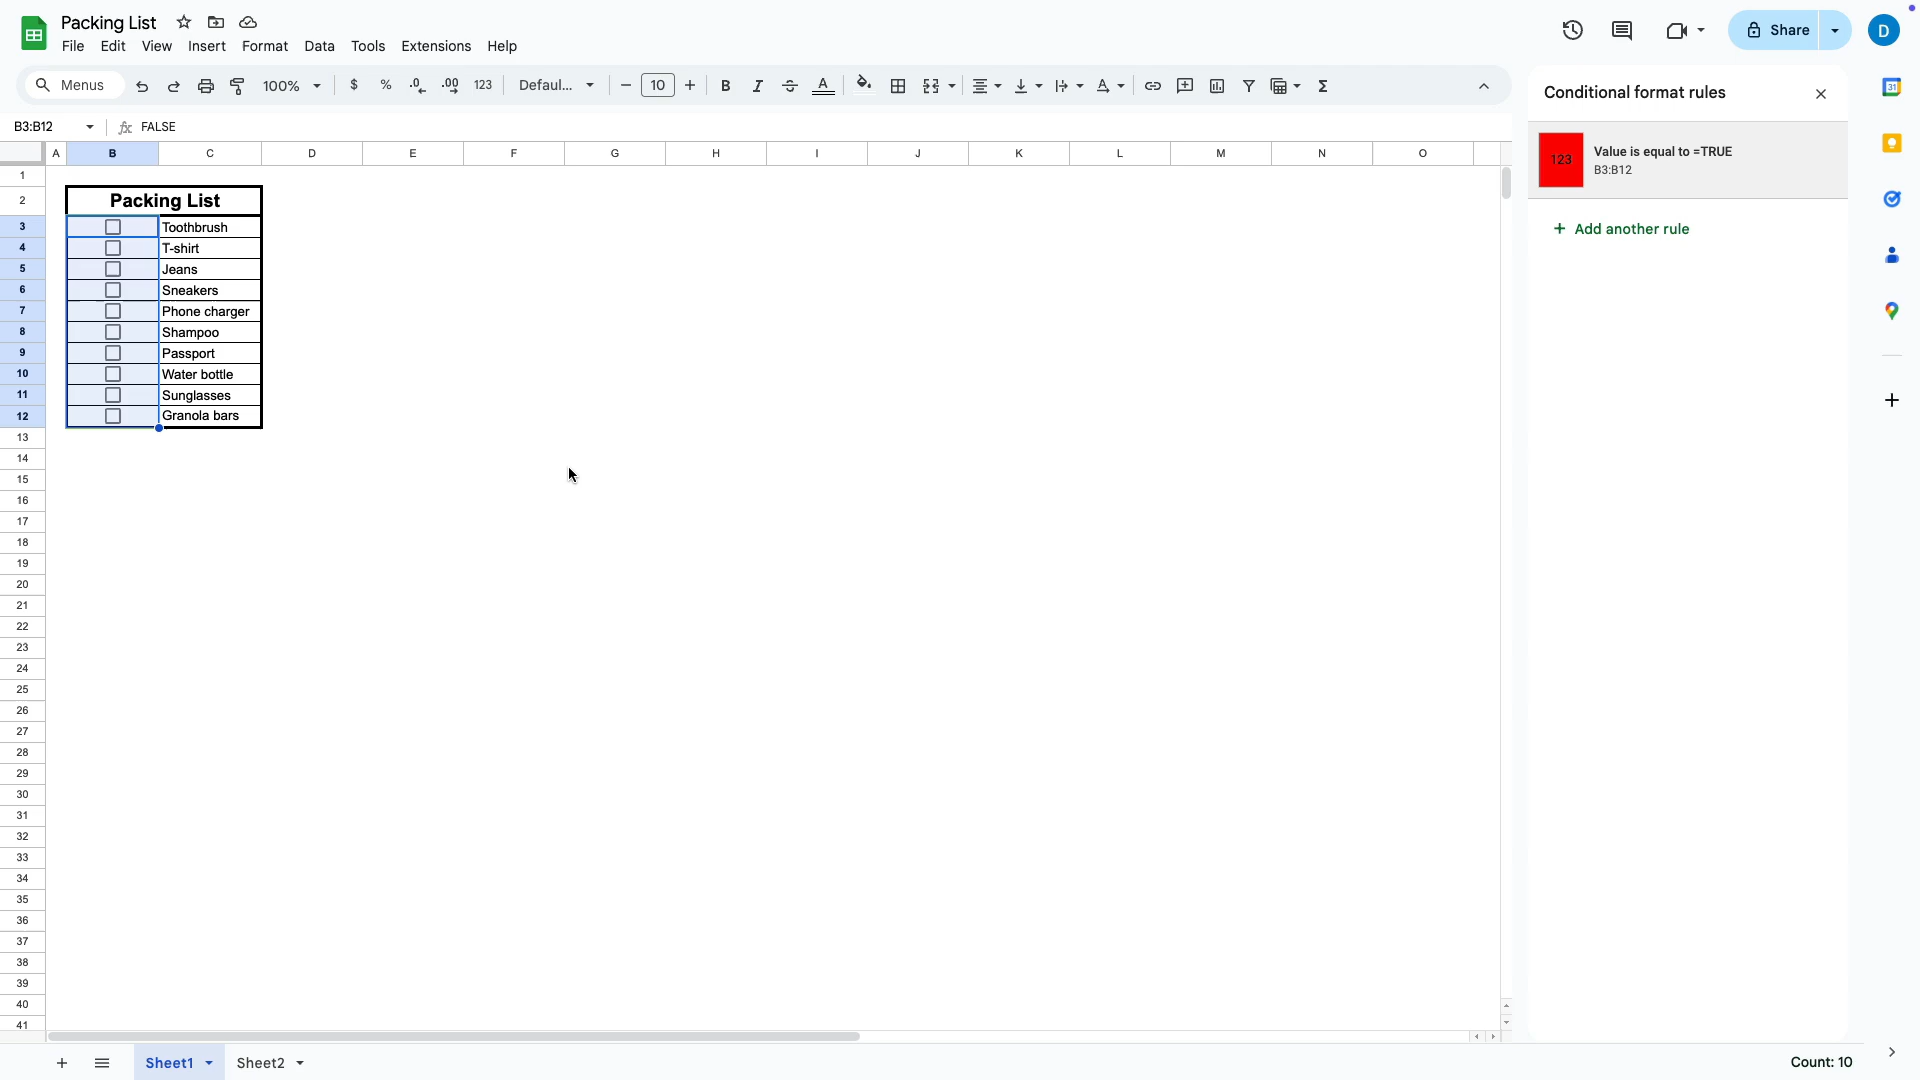 Packing List
File Edit View Insert Format Data Tools Extensions Help
Share
D
Menus 100% $ % .0 .00 123 Defaul... 10 B I A Σ
Conditional format rules
31
B3:B12 fx FALSE
123 Value is equal to =TRUE
B3:B12
A B C D E F G H I J K L M N O
1
2 Packing List
3 Toothbrush
+ Add another rule
4 T-shirt
5 Jeans
6 Sneakers
7 Phone charger
8 Shampoo
9 Passport
10 Water bottle
11 Sunglasses
12 Granola bars
13
14
15
16
17
18
19
20
21
22
23
24
25
26
27
28
29
30
31
32
33
34
35
36
37
38
39
40
41
Sheet1 Sheet2 Count: 10